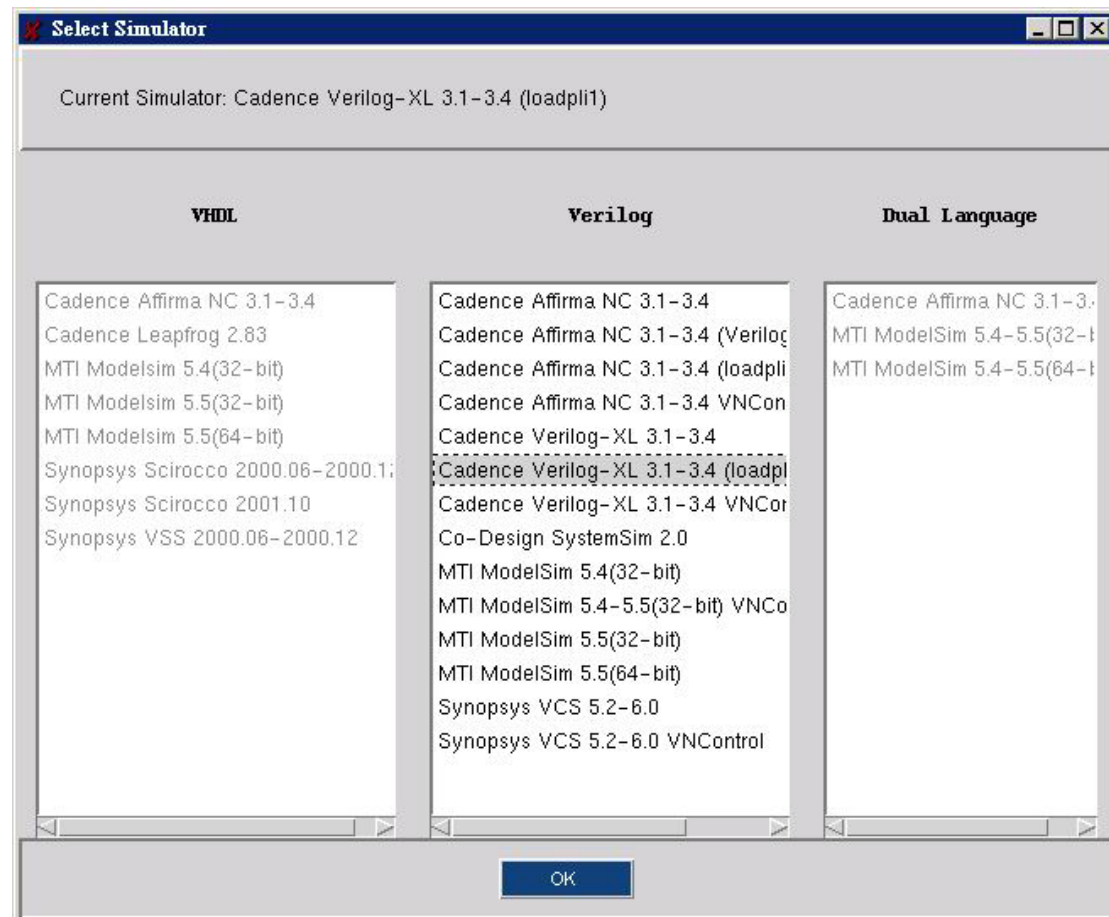 Select Simulator
Current Simulator: Cadence Verilog-XL 3.1-3.4 (loadpli1)
VHDL
Cadence Affirma NC 3.1-3.4
Cadence Leapfrog 2.83
MTI Modelsim 5.4(32-bit)
MTI Modelsim 5.5(32-bit)
MTI Modelsim 5.5(64-bit)
Synopsys Scirocco 2000.06-2000.12
Synopsys Scirocco 2001.10
Synopsys VSS 2000.06-2000.12
Verilog
Cadence Affirma NC 3.1-3.4
Cadence Affirma NC 3.1-3.4 (Verilog
Cadence Affirma NC 3.1-3.4 (loadpli
Cadence Affirma NC 3.1-3.4 VNCon
Cadence Verilog-XL 3.1-3.4
Cadence Verilog-XL 3.1-3.4 (loadpl
Cadence Verilog-XL 3.1-3.4 VNCor
Co-Design SystemSim 2.0
MTI ModelSim 5.4(32-bit)
MTI ModelSim 5.4-5.5(32-bit) VNCo
MTI ModelSim 5.5(32-bit)
MTI ModelSim 5.5(64-bit)
Synopsys VCS 5.2-6.0
Synopsys VCS 5.2-6.0 VNControl
Dual Language
Cadence Affirma NC 3.1-3.
MTI ModelSim 5.4-5.5(32-b
MTI ModelSim 5.4-5.5(64-b
OK